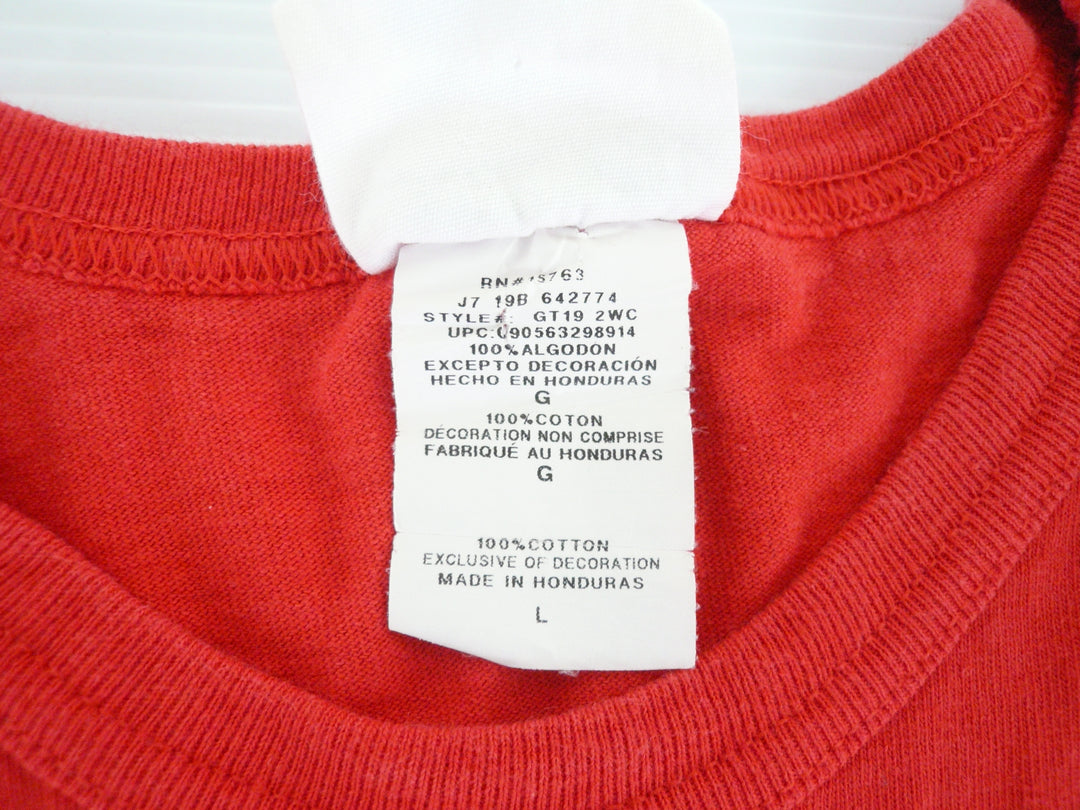 J7 19B 642774
STYLE#: GT19 2WC
UPC:090563298914
100%ALGODON
EXCEPTO DECORACIÓN
HECHO EN HONDURAS
G
100%COTON
DÉCORATION NON COMPRISE
FABRIQUÉ AU HONDURAS
G
100%COTTON
EXCLUSIVE OF DECORATION
MADE IN HONDURAS
L